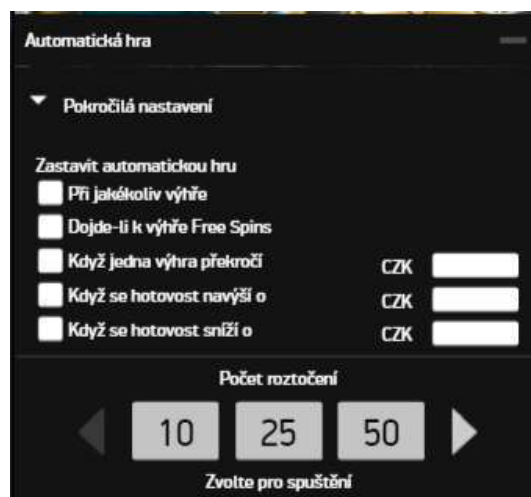 Automatická hra
Pokročilá nastavení
Zastavit automatickou hru
Při jakékoliv výhře
Dojde-li k výhře Free Spins
Když jedna výhra překročí CZK
Když se hotovost navýší o CZK
Když se hotovost sníží o CZK
Počet roztočení
10 25 50
Zvolte pro spuštění